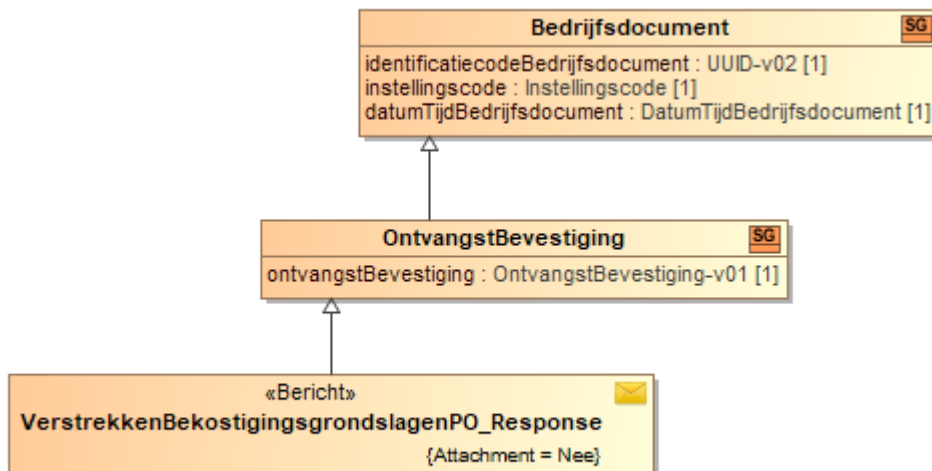 Bedrijfsdocument SG
identificatiecodeBedrijfsdocument : UUID-v02 [1]
instellingscode : Instellingscode [1]
datumTijdBedrijfsdocument : DatumTijdBedrijfsdocument [1]
OntvangstBevestiging SG
ontvangstBevestiging : OntvangstBevestiging-v01 [1]
«Bericht»
VerstrekkenBekostigingsgrondslagenPO_Response
{Attachment = Nee}